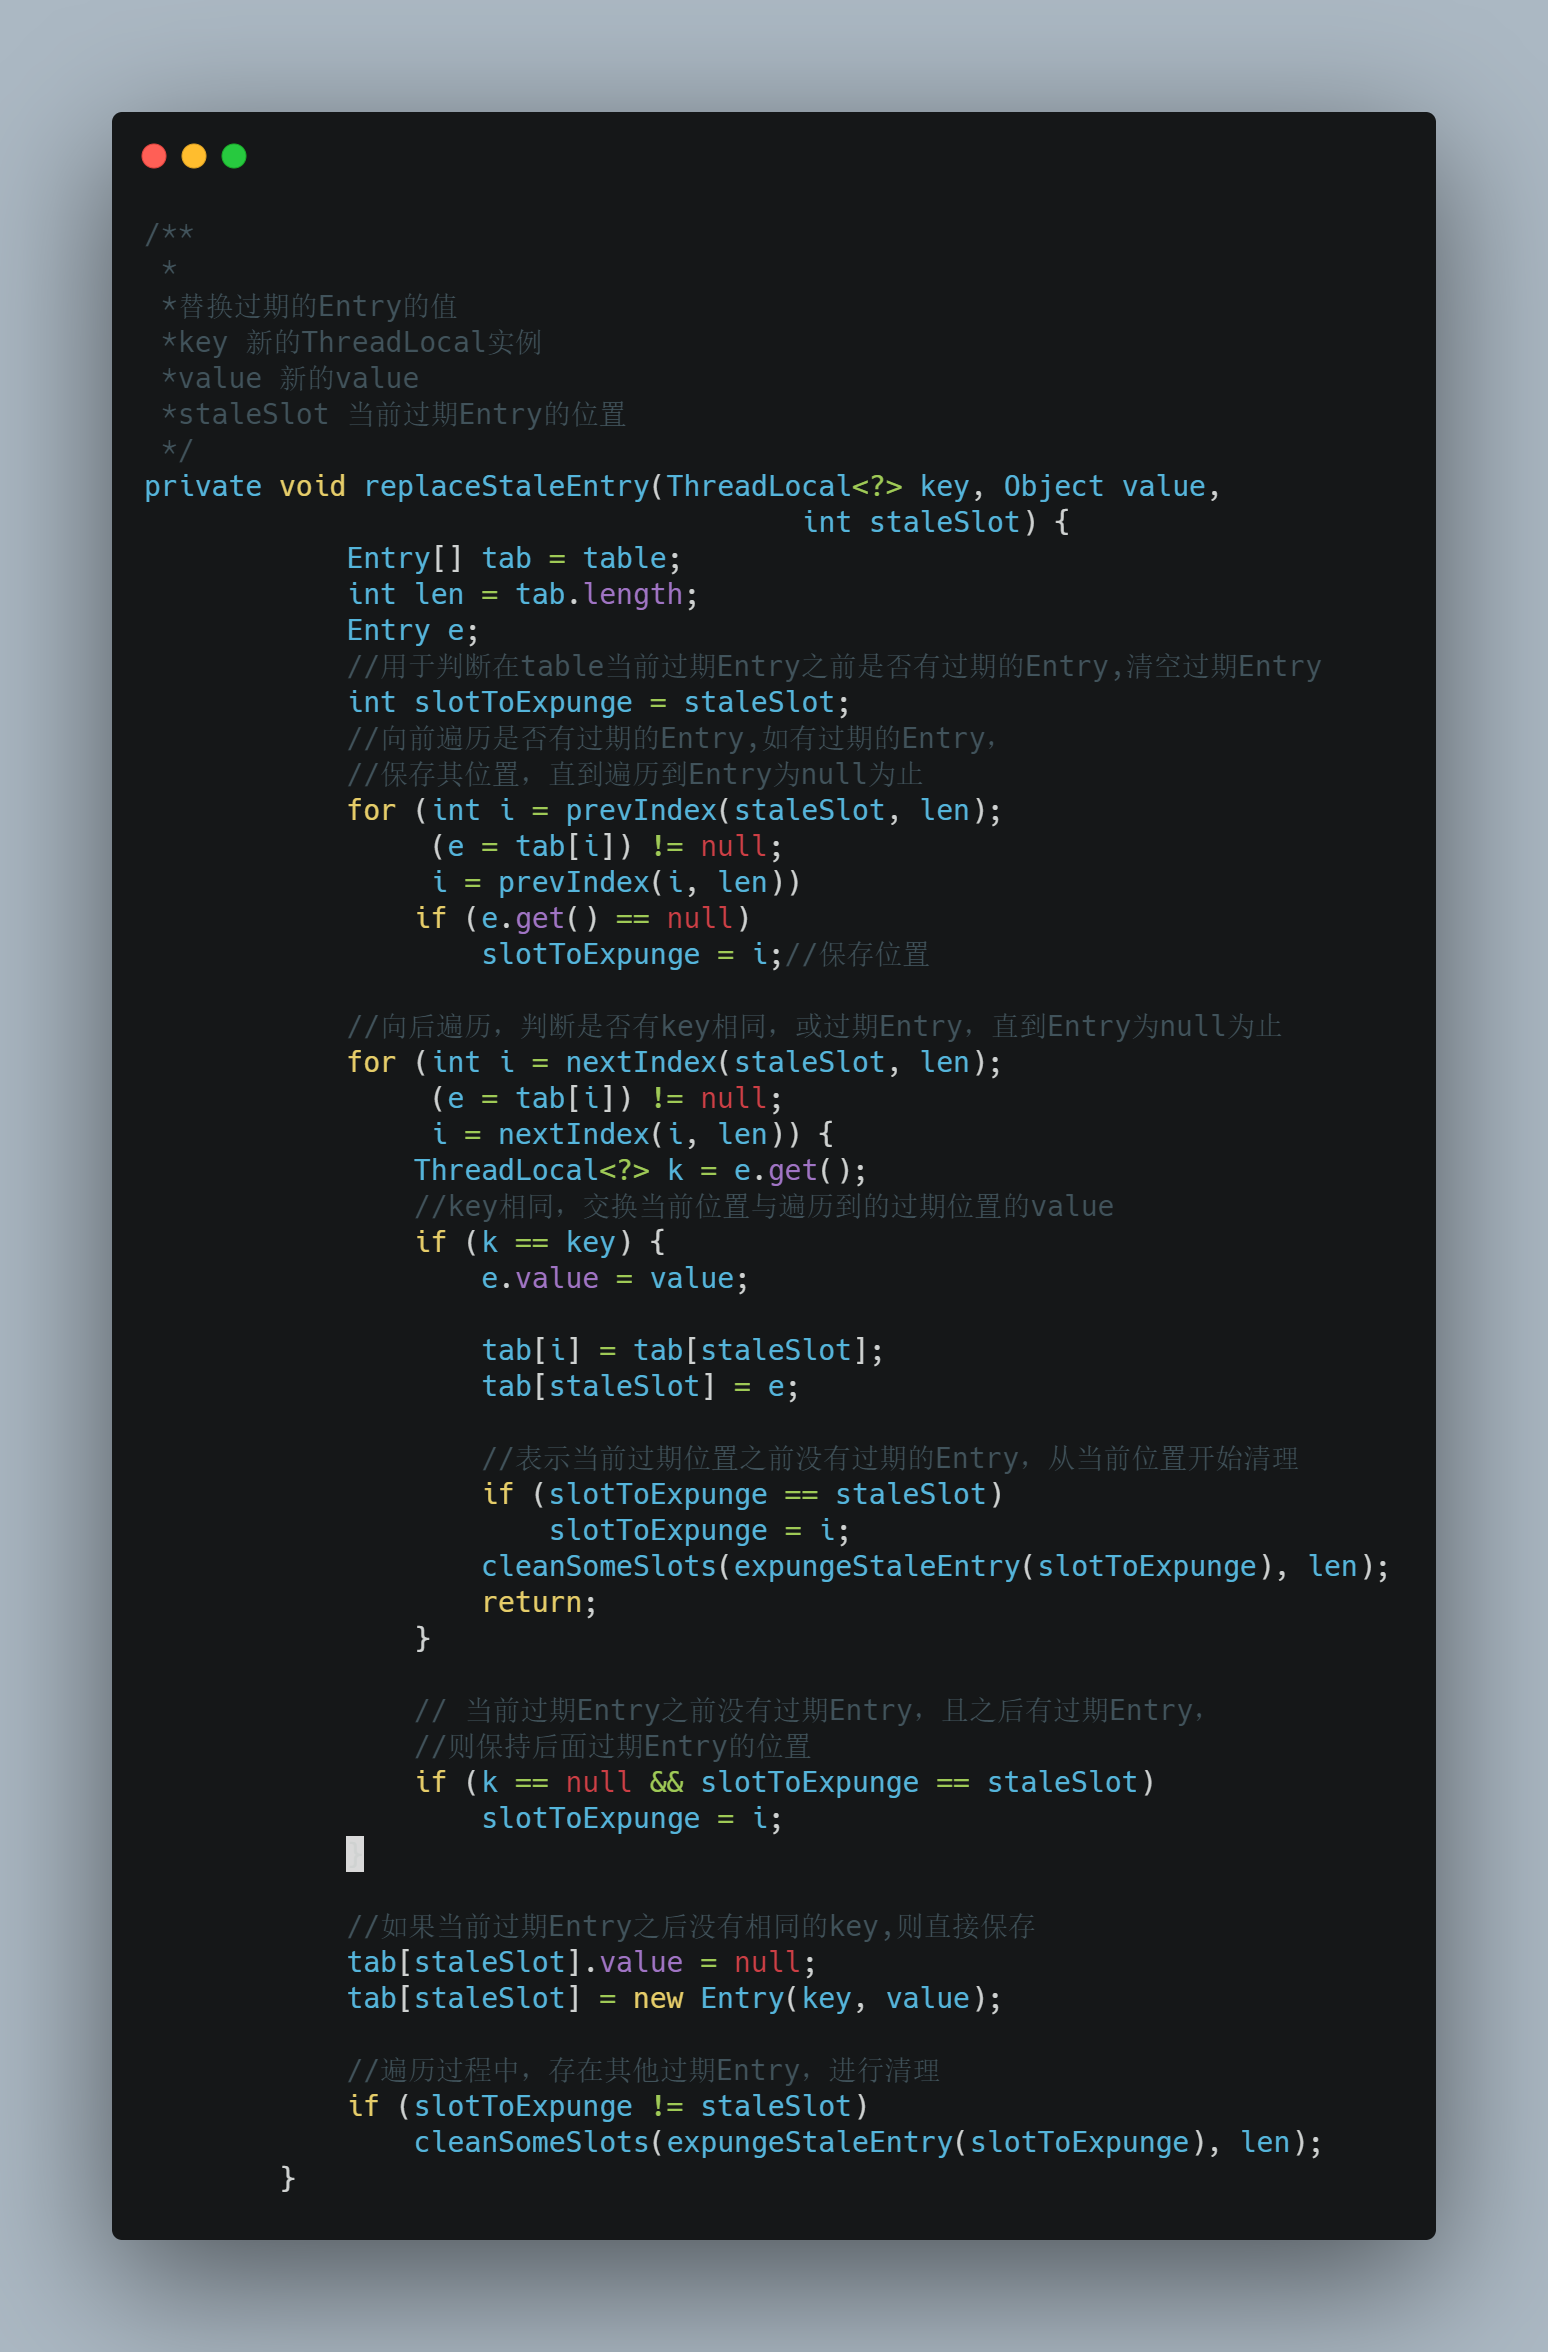 /**
 *
 *替换过期的Entry的值
 *key 新的ThreadLocal实例
 *value 新的value
 *staleSlot 当前过期Entry的位置
 */
private void replaceStaleEntry(ThreadLocal<?> key, Object value,
                                       int staleSlot) {
            Entry[] tab = table;
            int len = tab.length;
            Entry e;
            //用于判断在table当前过期Entry之前是否有过期的Entry,清空过期Entry
            int slotToExpunge = staleSlot;
            //向前遍历是否有过期的Entry,如有过期的Entry，
            //保存其位置，直到遍历到Entry为null为止
            for (int i = prevIndex(staleSlot, len);
                 (e = tab[i]) != null;
                 i = prevIndex(i, len))
                if (e.get() == null)
                    slotToExpunge = i;//保存位置

            //向后遍历，判断是否有key相同，或过期Entry，直到Entry为null为止
            for (int i = nextIndex(staleSlot, len);
                 (e = tab[i]) != null;
                 i = nextIndex(i, len)) {
                ThreadLocal<?> k = e.get();
                //key相同，交换当前位置与遍历到的过期位置的value
                if (k == key) {
                    e.value = value;

                    tab[i] = tab[staleSlot];
                    tab[staleSlot] = e;

                    //表示当前过期位置之前没有过期的Entry，从当前位置开始清理
                    if (slotToExpunge == staleSlot)
                        slotToExpunge = i;
                    cleanSomeSlots(expungeStaleEntry(slotToExpunge), len);
                    return;
                }

                // 当前过期Entry之前没有过期Entry，且之后有过期Entry，
                //则保持后面过期Entry的位置
                if (k == null && slotToExpunge == staleSlot)
                    slotToExpunge = i;
            }

            //如果当前过期Entry之后没有相同的key,则直接保存
            tab[staleSlot].value = null;
            tab[staleSlot] = new Entry(key, value);

            //遍历过程中，存在其他过期Entry，进行清理
            if (slotToExpunge != staleSlot)
                cleanSomeSlots(expungeStaleEntry(slotToExpunge), len);
        }